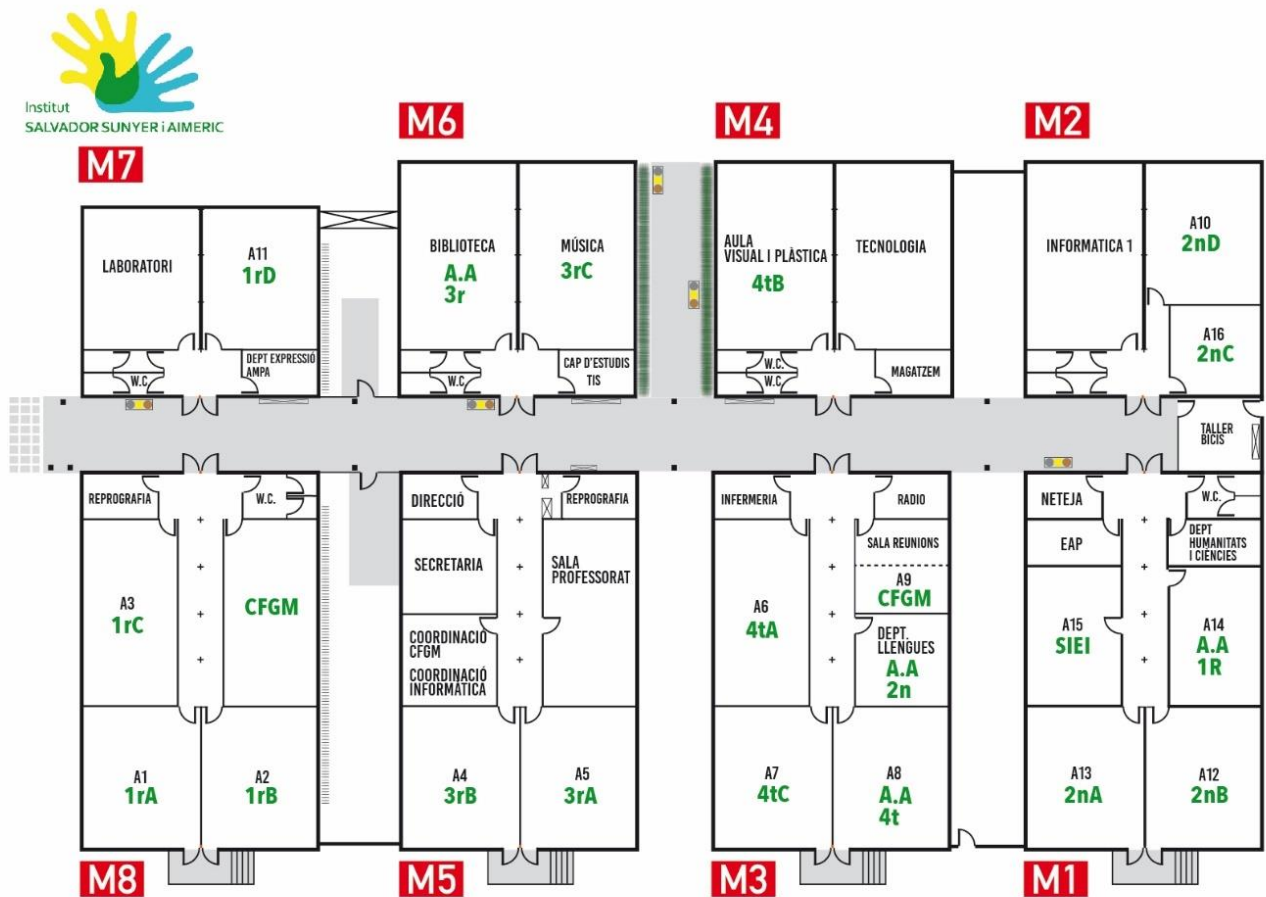 Institut
SALVADOR SUNYER i AIMERIC
M7
M6
M4
M2
LABORATORI
A11
1rD
DEPT EXPRESSIÓ
AMPA
W.C.
BIBLIOTECA
A.A
3r
MÚSICA
3rC
W.C.
CAP D'ESTUDIS
TIS
AULA
VISUAL I PLÀSTICA
4tB
TECNOLOGIA
W.C.
W.C.
MAGATZEM
INFORMATICA 1
A10
2nD
A16
2nC
TALLER
BICIS
REPROGRAFIA
W.C.
A3
1rC
CFGM
A1
1rA
A2
1rB
DIRECCIÓ
REPROGRAFIA
SECRETARIA
SALA
PROFESSORAT
COORDINACIÓ
CFGM
COORDINACIÓ
INFORMÀTICA
A4
3rB
A5
3rA
INFERMERIA
RADIO
SALA REUNIONS
A9
CFGM
A6
4tA
DEPT.
LLENGUES
A.A
2n
A7
4tC
A8
A.A
4t
NETEJA
W.C.
EAP
DEPT
HUMANITATS
I CIÈNCIES
A15
SIEI
A14
A.A
1R
A13
2nA
A12
2nB
M8
M5
M3
M1